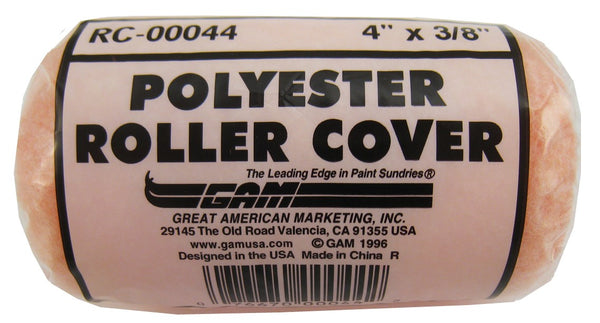 RC-00044 4" x 3/8"
POLYESTER
ROLLER COVER
The Leading Edge in Paint Sundries®
GAM
GREAT AMERICAN MARKETING, INC.
29145 The Old Road Valencia, CA 91355 USA
www.gamusa.com © GAM 1996
Designed in the USA Made in China R